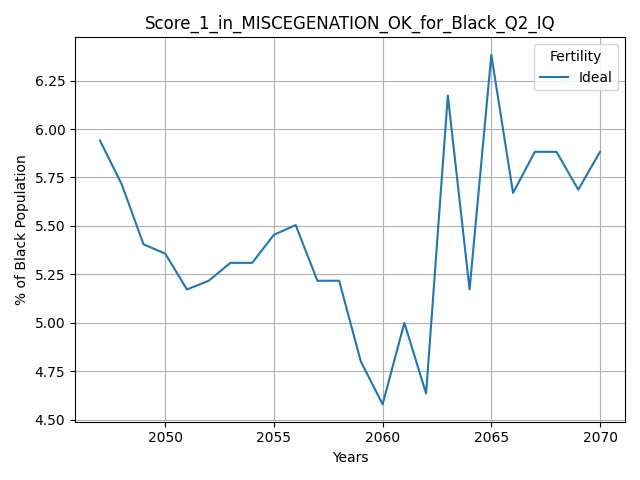 Score_1_in_MISCEGENATION_OK_for_Black_Q2_IQ
Fertility
Ideal
% of Black Population
6.25
6.00
5.75
5.50
5.25
5.00
4.75
4.50
2050 2055 2060 2065 2070
Years